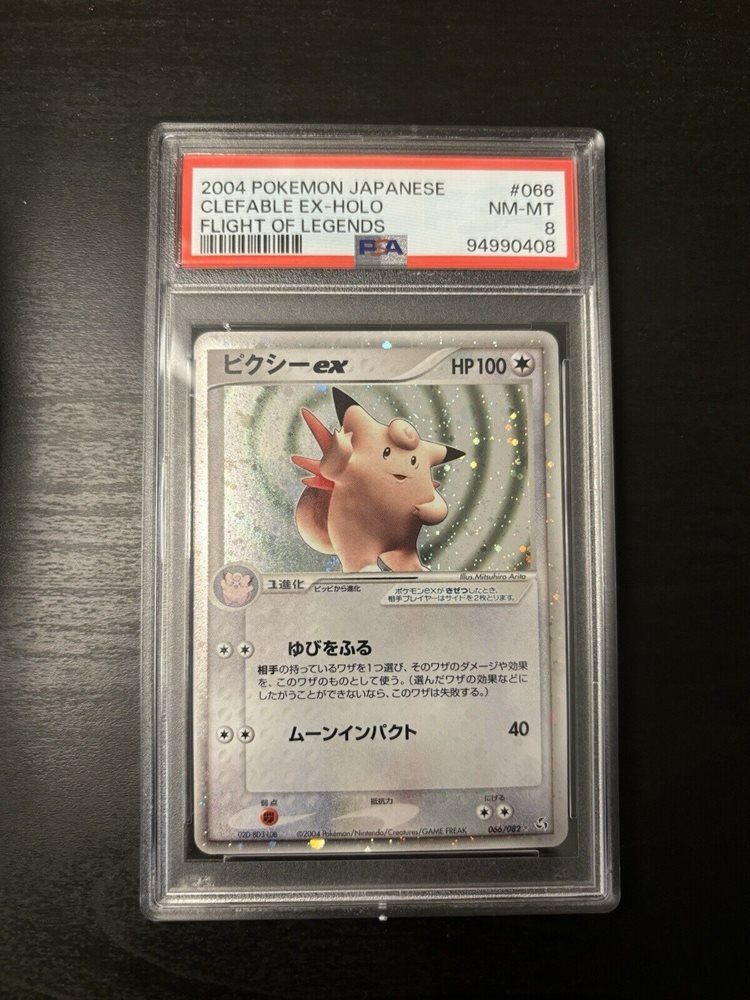 2004 POKEMON JAPANESE #066
CLEFABLE EX-HOLO NM-MT
FLIGHT OF LEGENDS 8
PSA 94990408
ピクシーex HP100
Illus. Mitsuhiro Arita
1進化 ピッピから進化
ポケモンexがきぜつしたとき、
相手プレイヤーはサイドを2枚とります。
ゆびをふる
相手の持っているワザを1つ選び、そのワザのダメージや効果
を、このワザのものとして使う。(選んだワザの効果などに
したがうことができないなら、このワザは失敗する。)
ムーンインパクト 40
弱点 抵抗力 にげる
020-BD3-L08 ©2004 Pokémon/Nintendo/Creatures/GAME FREAK 066/082